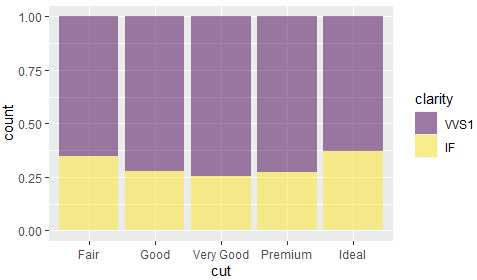 1.00
0.75
0.50
0.25
0.00
count
Fair Good Very Good Premium Ideal
cut
clarity
VVS1
IF